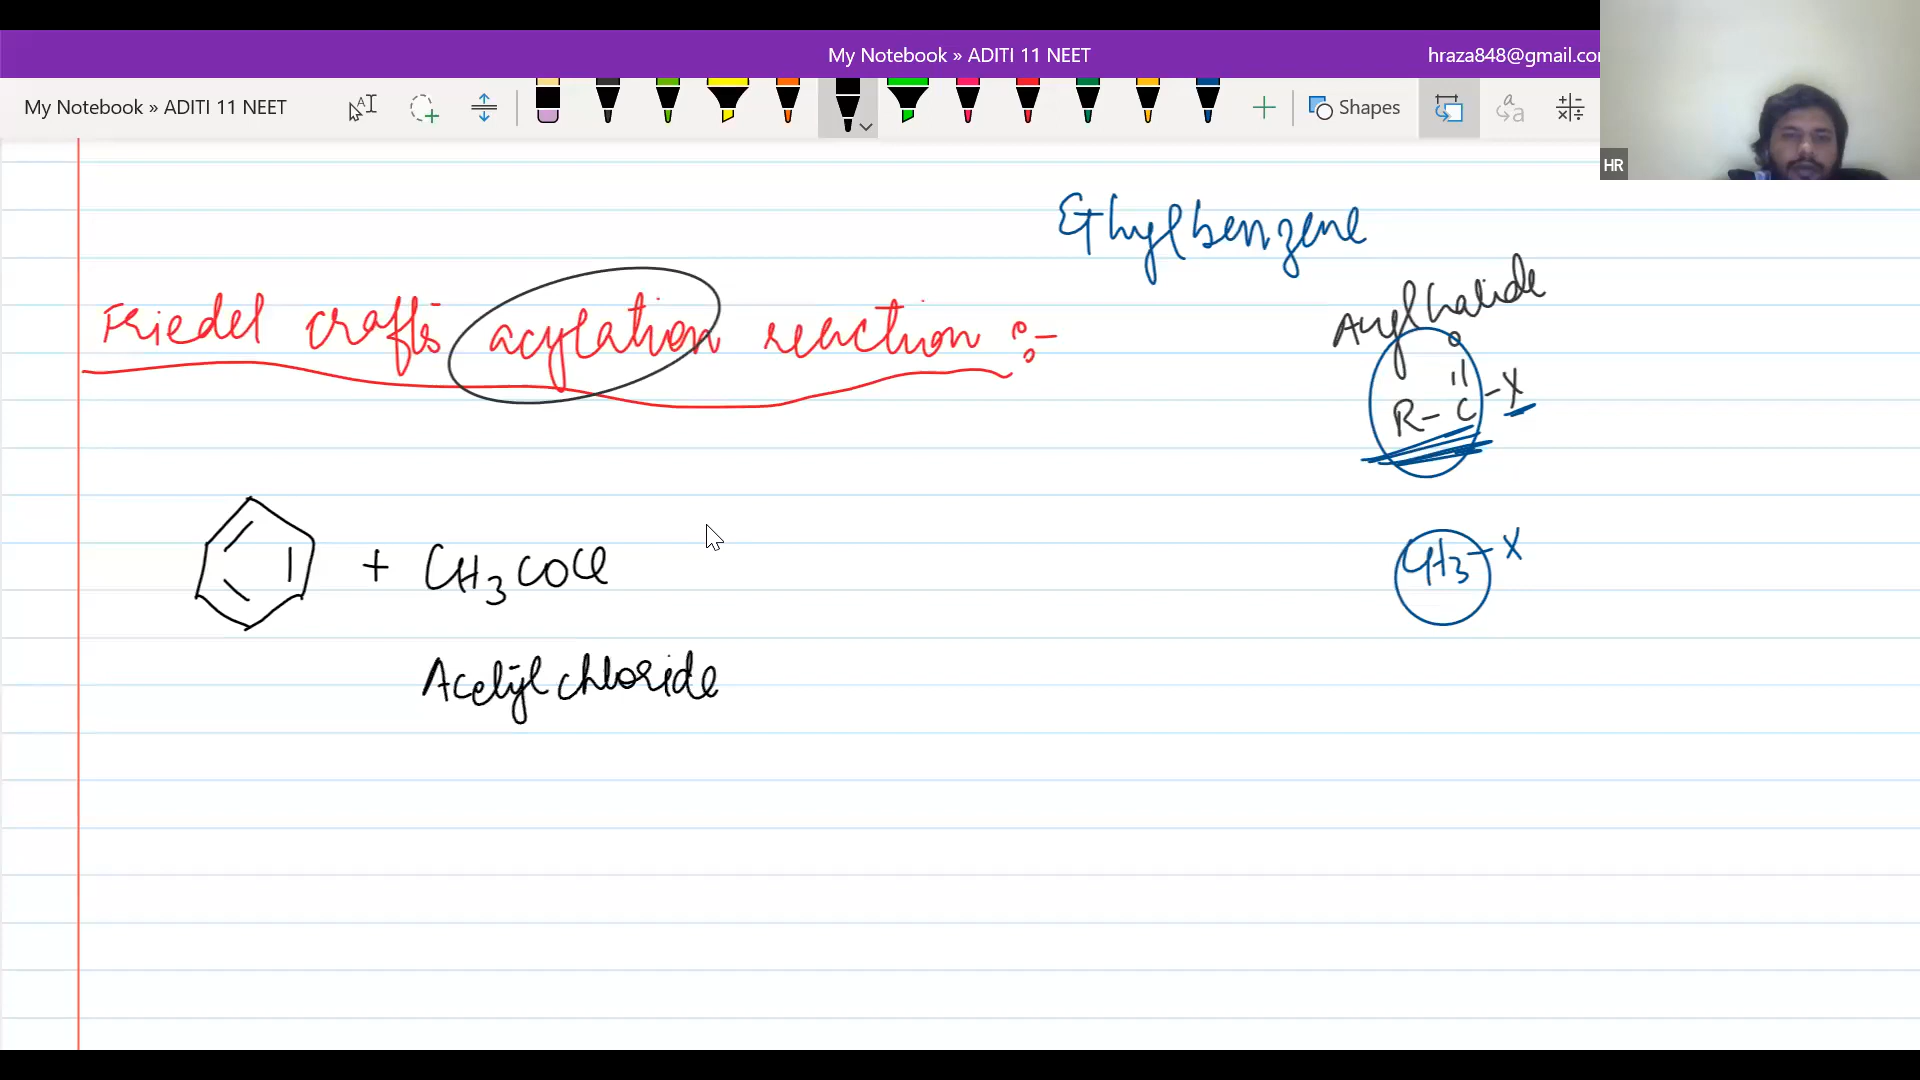 My Notebook » ADITI 11 NEET
hraza848@gmail.co
My Notebook » ADITI 11 NEET
Shapes
HR
Ethylbenzene
Friedel crafts acylation reaction :-
Acyl halide
O
R-C-X
+ CH3COCl
CH3-X
Acetyl chloride